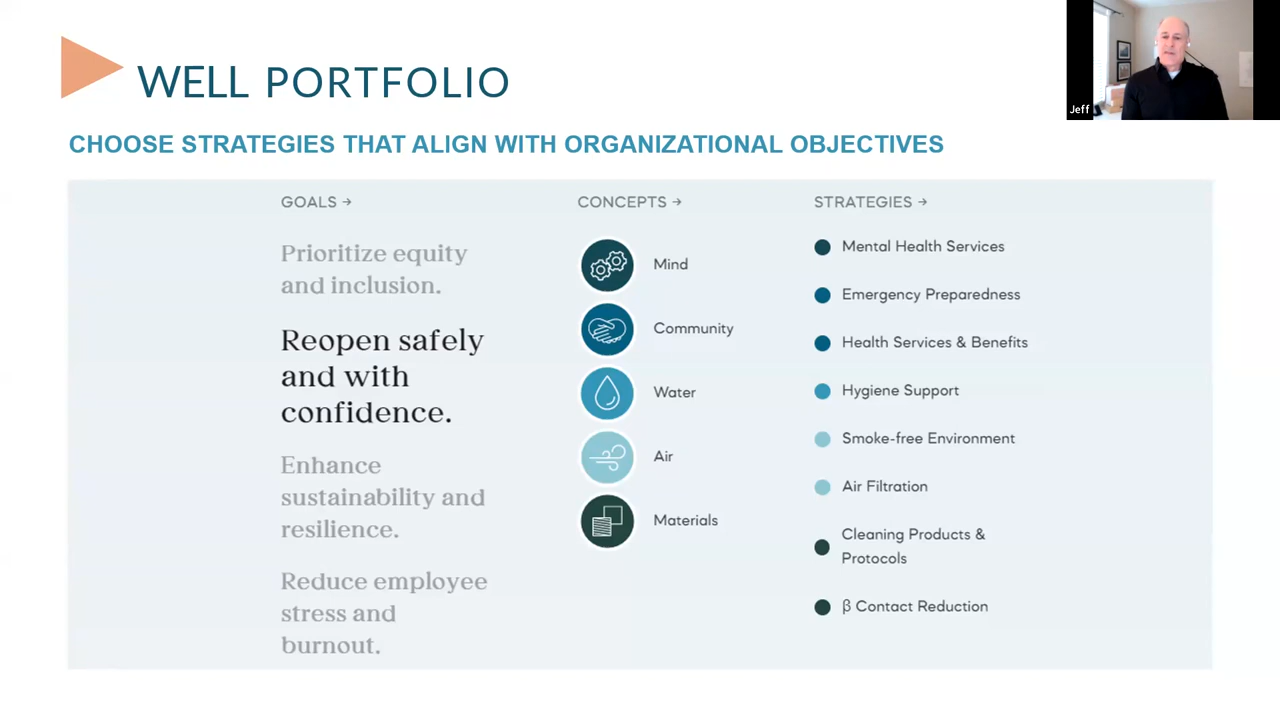 WELL PORTFOLIO
Jeff
CHOOSE STRATEGIES THAT ALIGN WITH ORGANIZATIONAL OBJECTIVES
GOALS →
Prioritize equity
and inclusion.
Reopen safely
and with
confidence.
Enhance
sustainability and
resilience.
Reduce employee
stress and
burnout.
CONCEPTS →
Mind
Community
Water
Air
Materials
STRATEGIES →
Mental Health Services
Emergency Preparedness
Health Services & Benefits
Hygiene Support
Smoke-free Environment
Air Filtration
Cleaning Products &
Protocols
β Contact Reduction